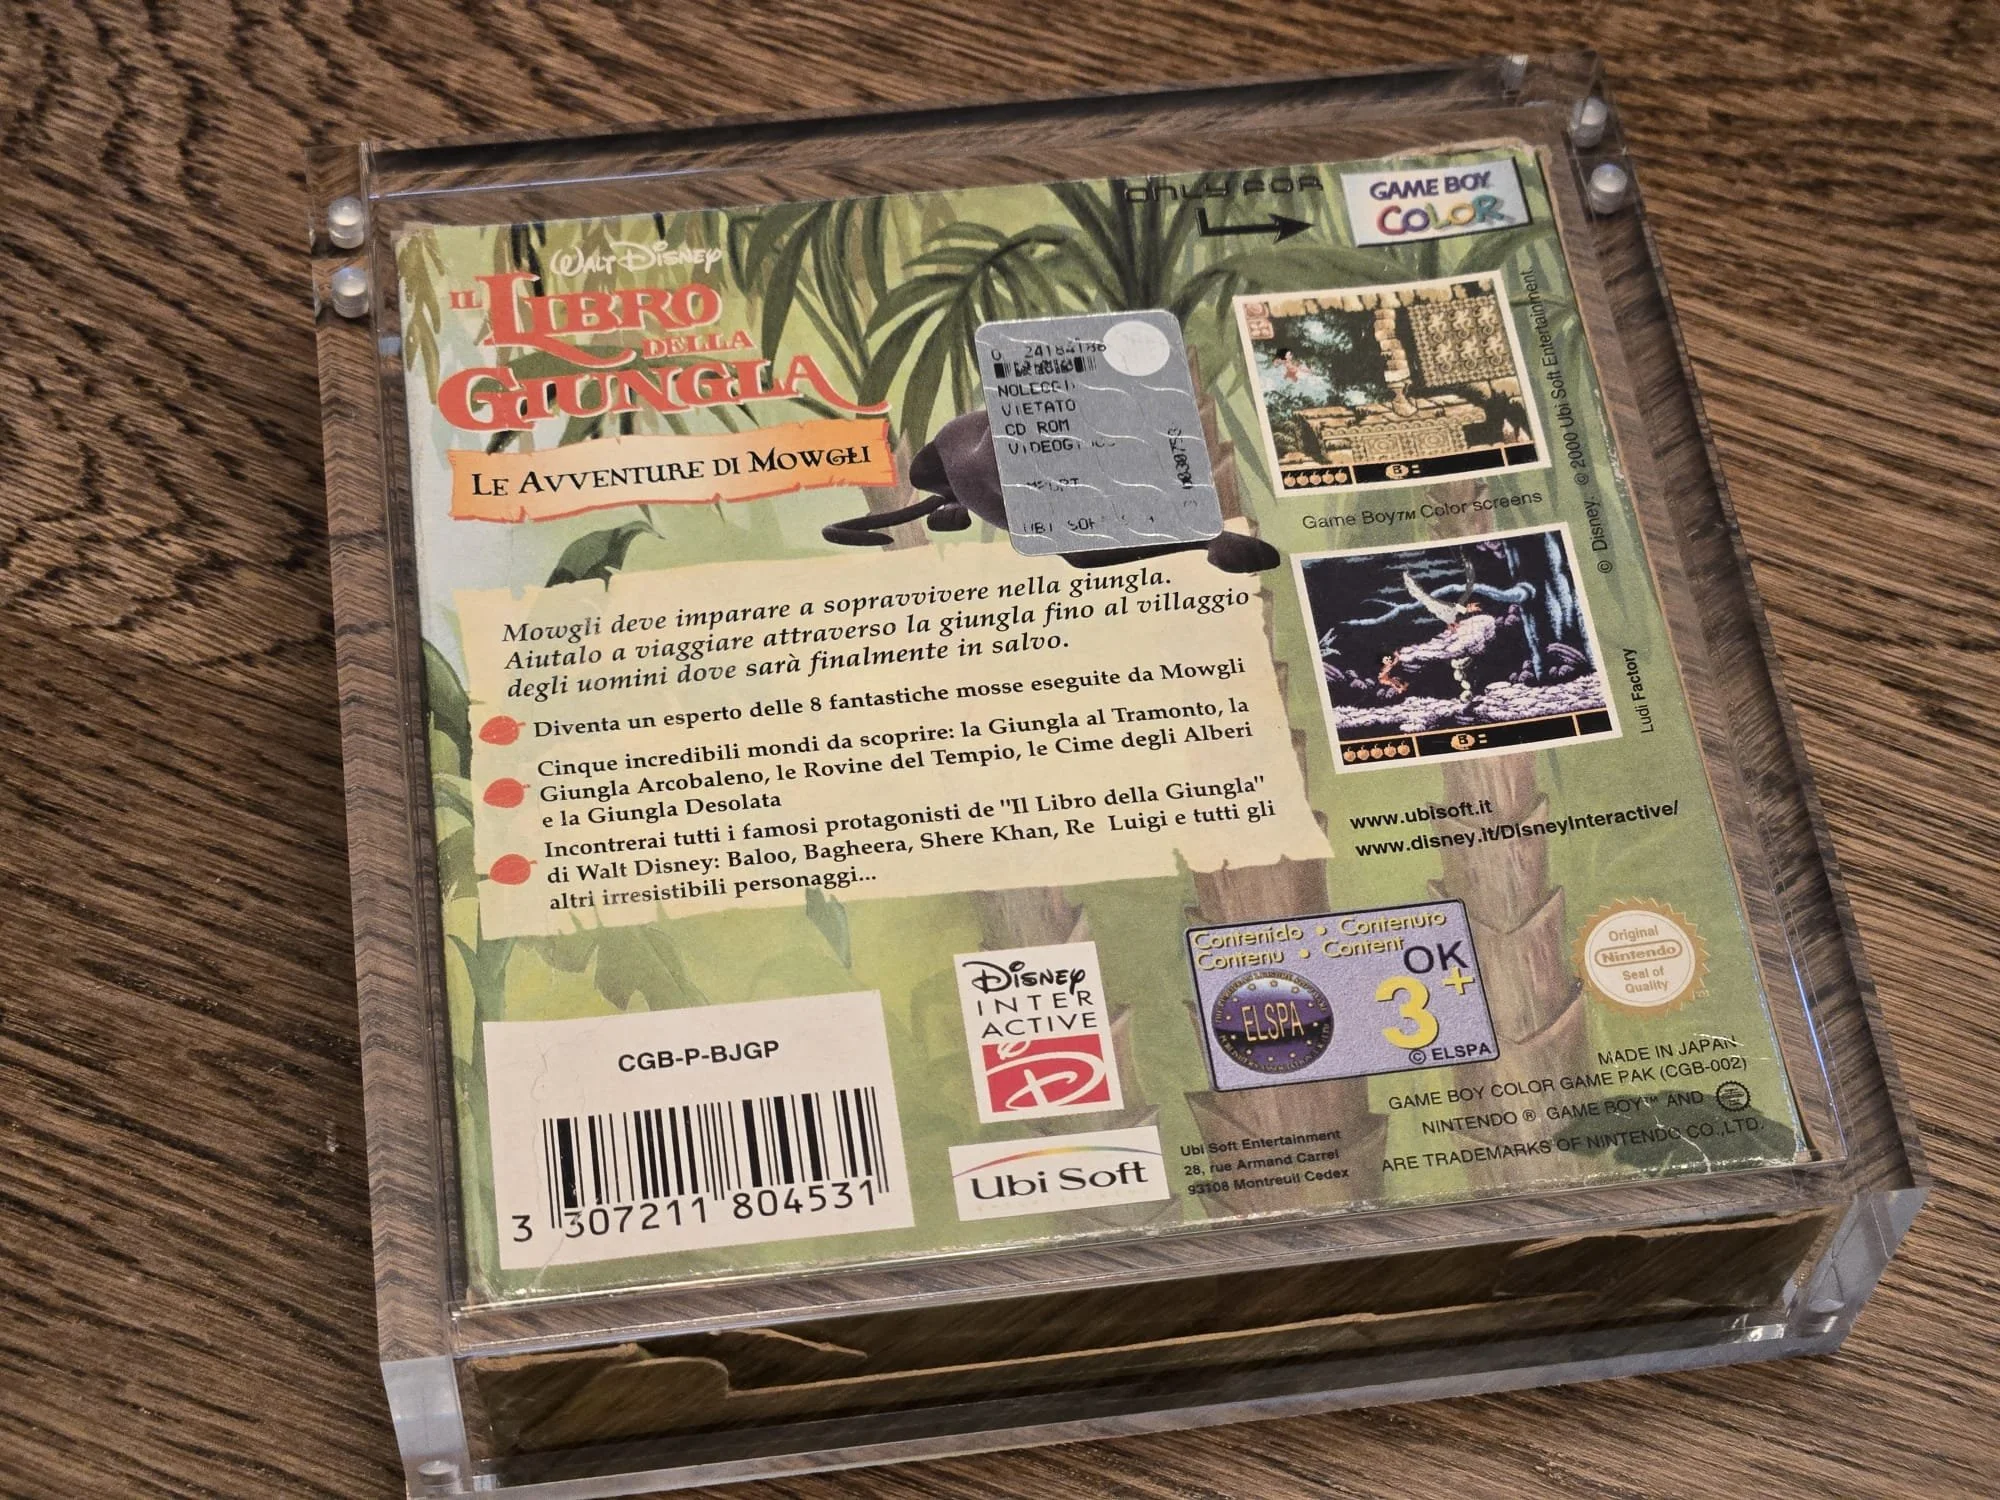 ONLY FOR
GAME BOY
COLOR
WALT DISNEY
IL LIBRO
DELLA
GIUNGLA
LE AVVENTURE DI MOWGLI
24184186
VIETATO
CD ROM
00830753
UBI SOF
Game Boy™ Color screens
© Disney. © 2000 Ubi Soft Entertainment
Ludi Factory
B :
B :
Mowgli deve imparare a sopravvivere nella giungla.
Aiutalo a viaggiare attraverso la giungla fino al villaggio
degli uomini dove sarà finalmente in salvo.
Diventa un esperto delle 8 fantastiche mosse eseguite da Mowgli
Cinque incredibili mondi da scoprire: la Giungla al Tramonto, la
Giungla Arcobaleno, le Rovine del Tempio, le Cime degli Alberi
e la Giungla Desolata
Incontrerai tutti i famosi protagonisti de "Il Libro della Giungla"
di Walt Disney: Baloo, Bagheera, Shere Khan, Re Luigi e tutti gli
altri irresistibili personaggi...
www.ubisoft.it
www.disney.it/DisneyInteractive/
CGB-P-BJGP
3 307211 804531
DISNEY
INTER
ACTIVE
Ubi Soft
Contenido • Contenuto
Contenu • Content
OK
3+
ELSPA
© ELSPA
Original
Nintendo
Seal of
Quality
Ubi Soft Entertainment
28, rue Armand Carrel
93108 Montreuil Cedex
MADE IN JAPAN
GAME BOY COLOR GAME PAK (CGB-002)
NINTENDO ® GAME BOY™ AND
ARE TRADEMARKS OF NINTENDO CO.,LTD.